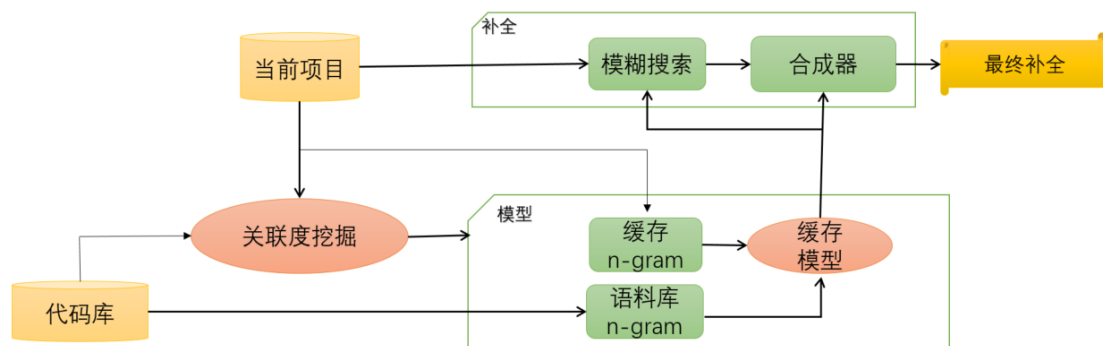 补全
当前项目
模糊搜索
合成器
最终补全
模型
关联度挖掘
缓存
n-gram
缓存
模型
代码库
语料库
n-gram